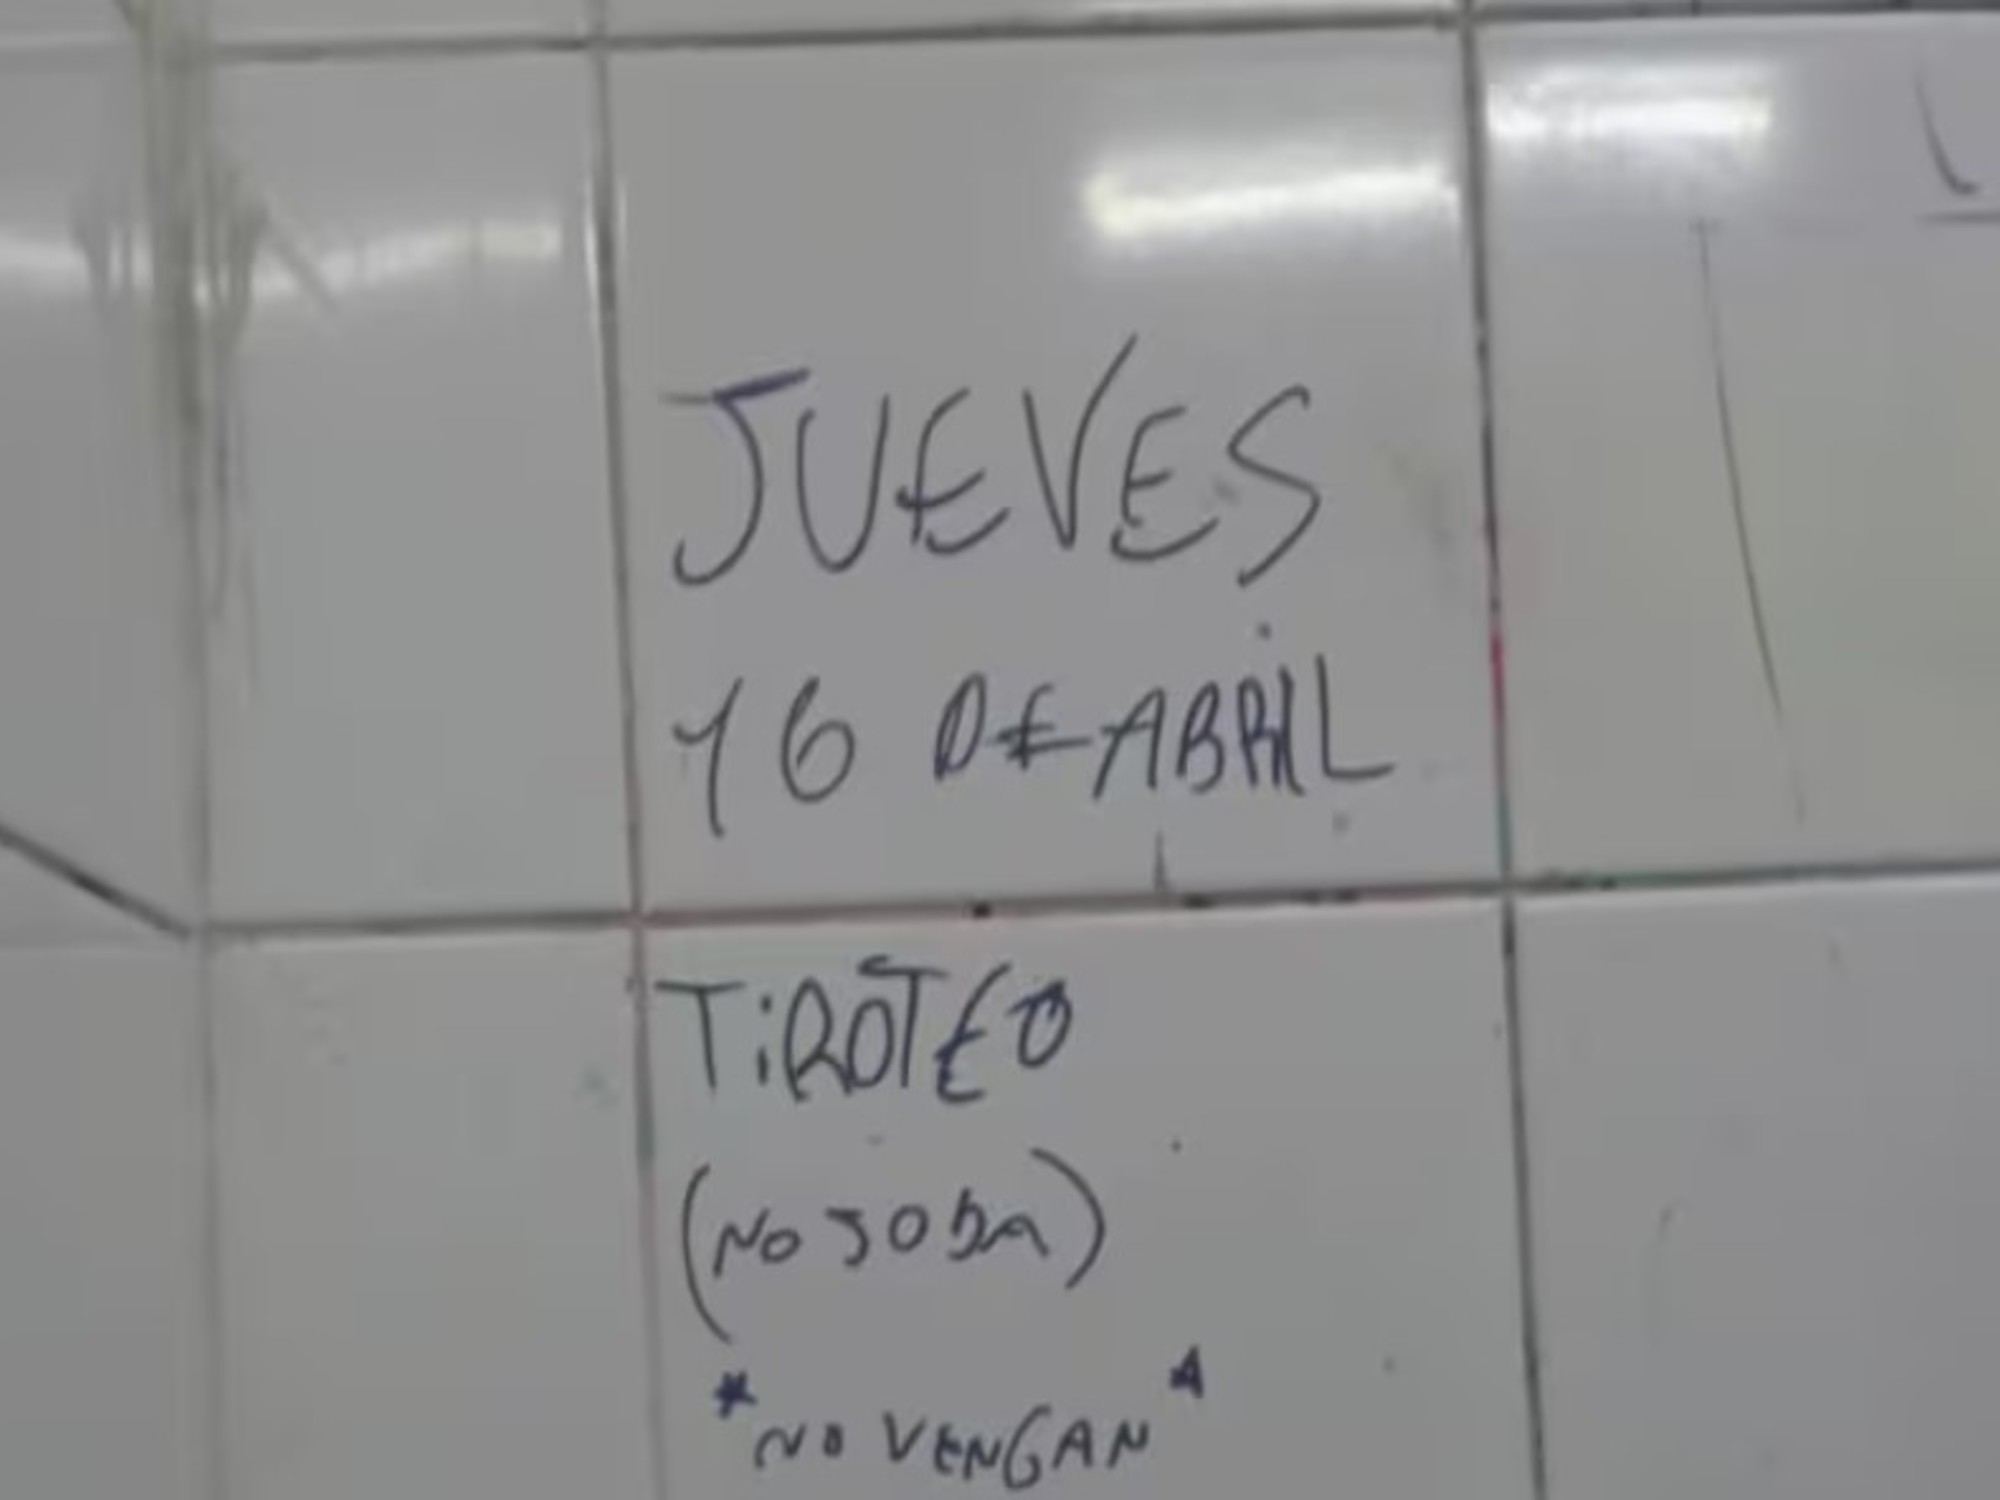 JUEVES
16 DE ABRIL
TiROTEO
(NO JODA)
*NO VENGAN*